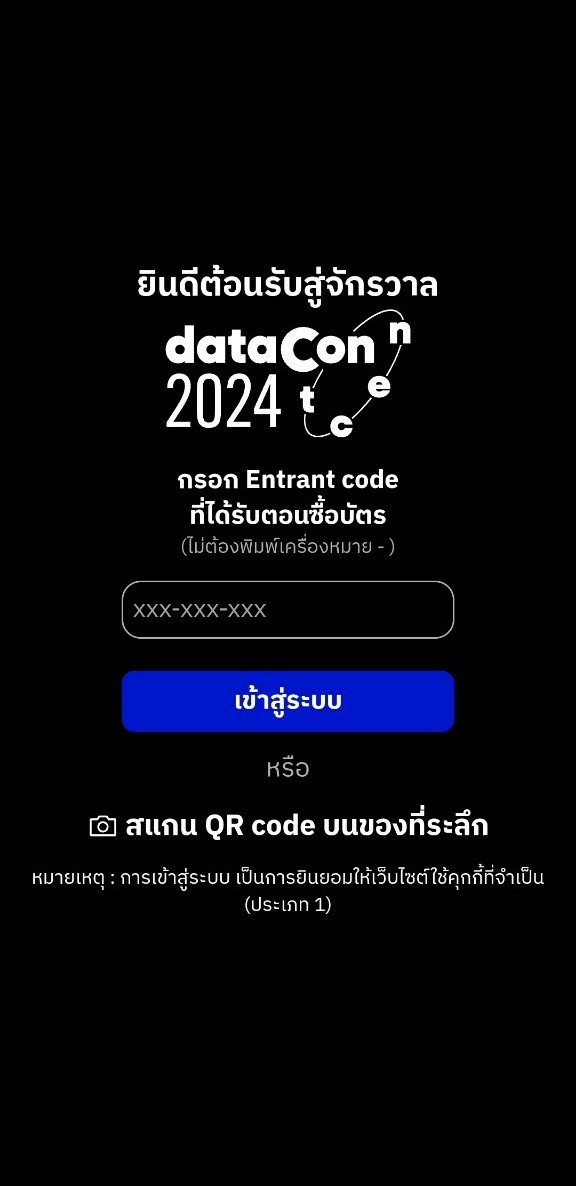 ยินดีต้อนรับสู่จักรวาล
dataConnect
2024
กรอก Entrant code
ที่ได้รับตอนซื้อบัตร
(ไม่ต้องพิมพ์เครื่องหมาย - )
xxx-xxx-xxx
เข้าสู่ระบบ
หรือ
สแกน QR code บนของที่ระลึก
หมายเหตุ : การเข้าสู่ระบบ เป็นการยินยอมให้เว็บไซต์ใช้คุกกี้ที่จำเป็น
(ประเภท 1)